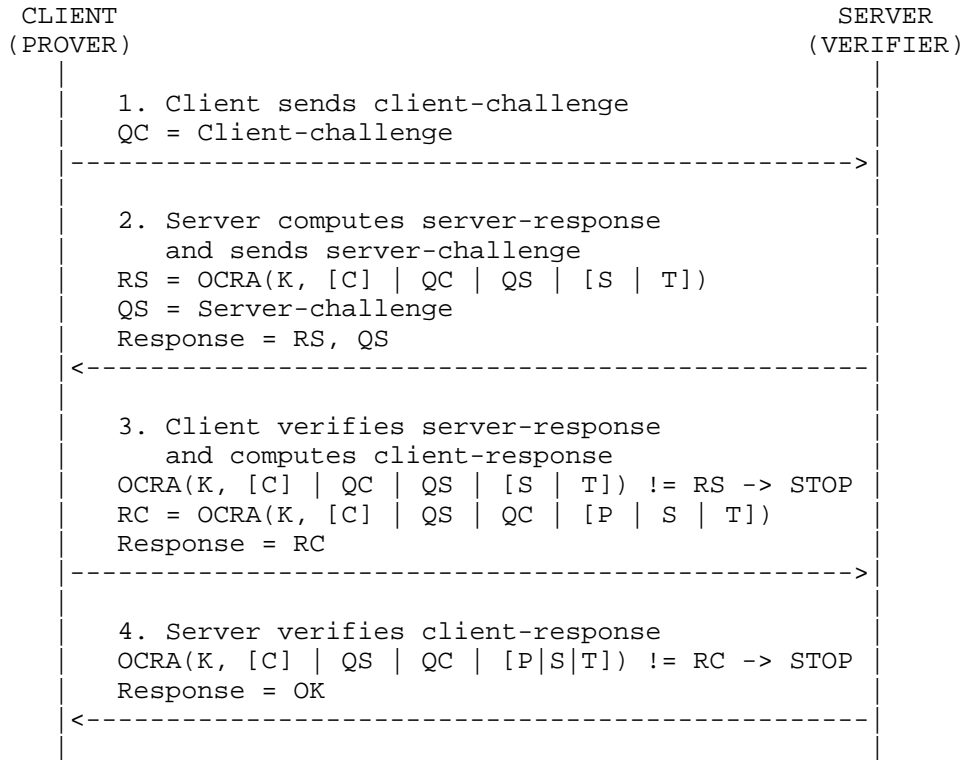 CLIENT                                             SERVER
(PROVER)                                          (VERIFIER)
1. Client sends client-challenge
QC = Client-challenge
2. Server computes server-response
and sends server-challenge
RS = OCRA(K, [C] | QC | QS | [S | T])
QS = Server-challenge
Response = RS, QS
3. Client verifies server-response
and computes client-response
OCRA(K, [C] | QC | QS | [S | T]) != RS -> STOP
RC = OCRA(K, [C] | QS | QC | [P | S | T])
Response = RC
4. Server verifies client-response
OCRA(K, [C] | QS | QC | [P|S|T]) != RC -> STOP
Response = OK